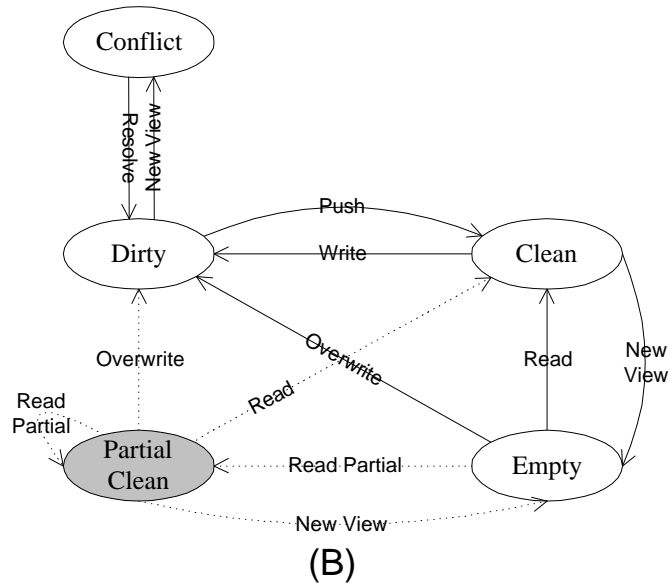 Conflict
Resolve
New View
Push
Dirty
Write
Clean
Overwrite
Overwrite
Read
Read
New
View
Read
Partial
Partial
Clean
Read Partial
Empty
New View
(B)